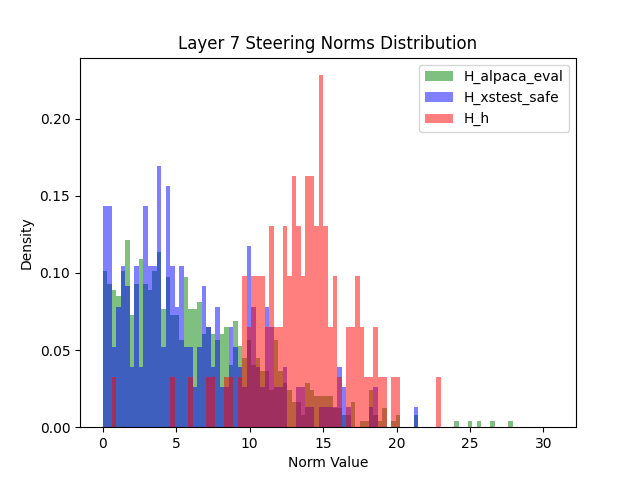 Layer 7 Steering Norms Distribution
H_alpaca_eval
H_xstest_safe
H_h
Density
0.20
0.15
0.10
0.05
0.00
0 5 10 15 20 25 30
Norm Value